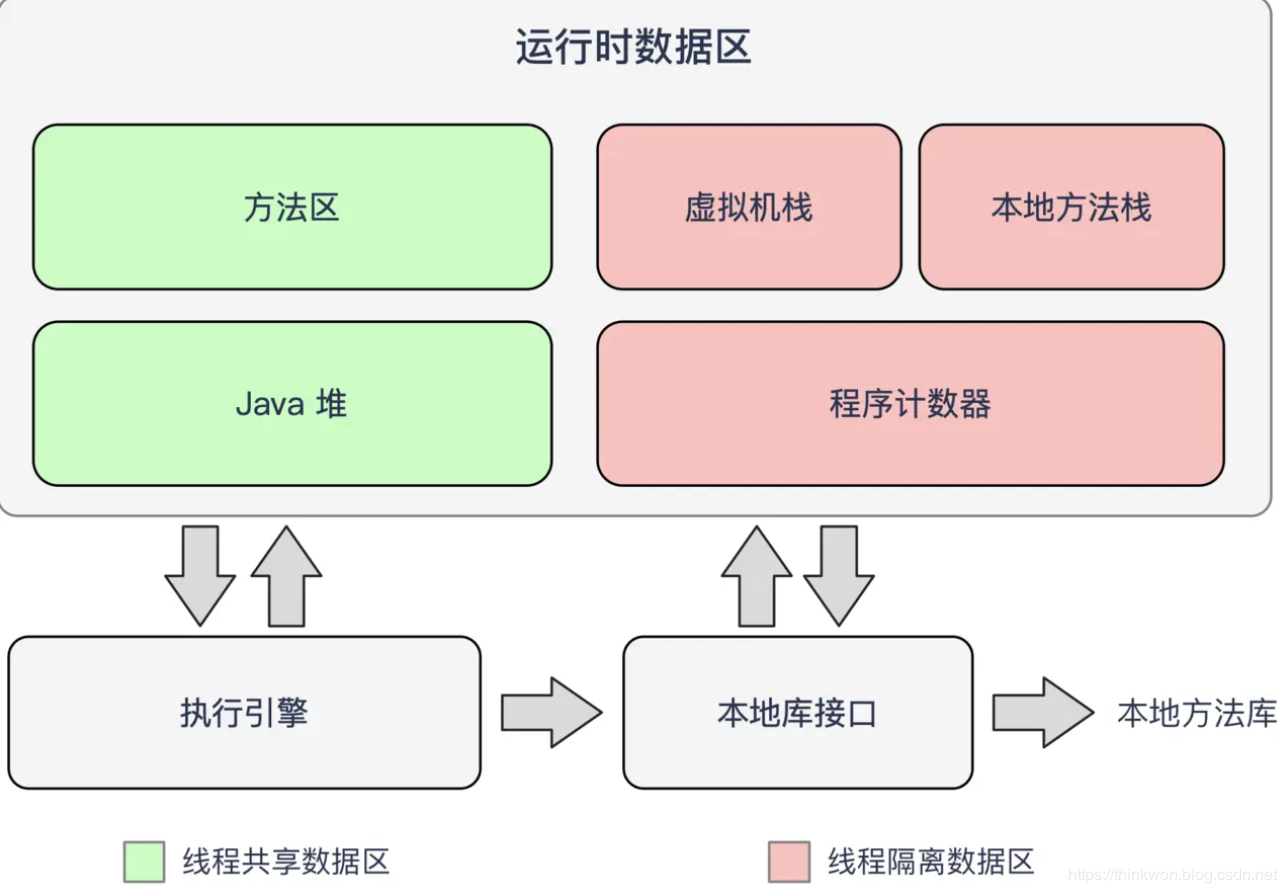 运行时数据区
方法区
虚拟机栈
本地方法栈
Java 堆
程序计数器
执行引擎
本地库接口
本地方法库
线程共享数据区
线程隔离数据区
https://thinkwon.blog.csdn.net